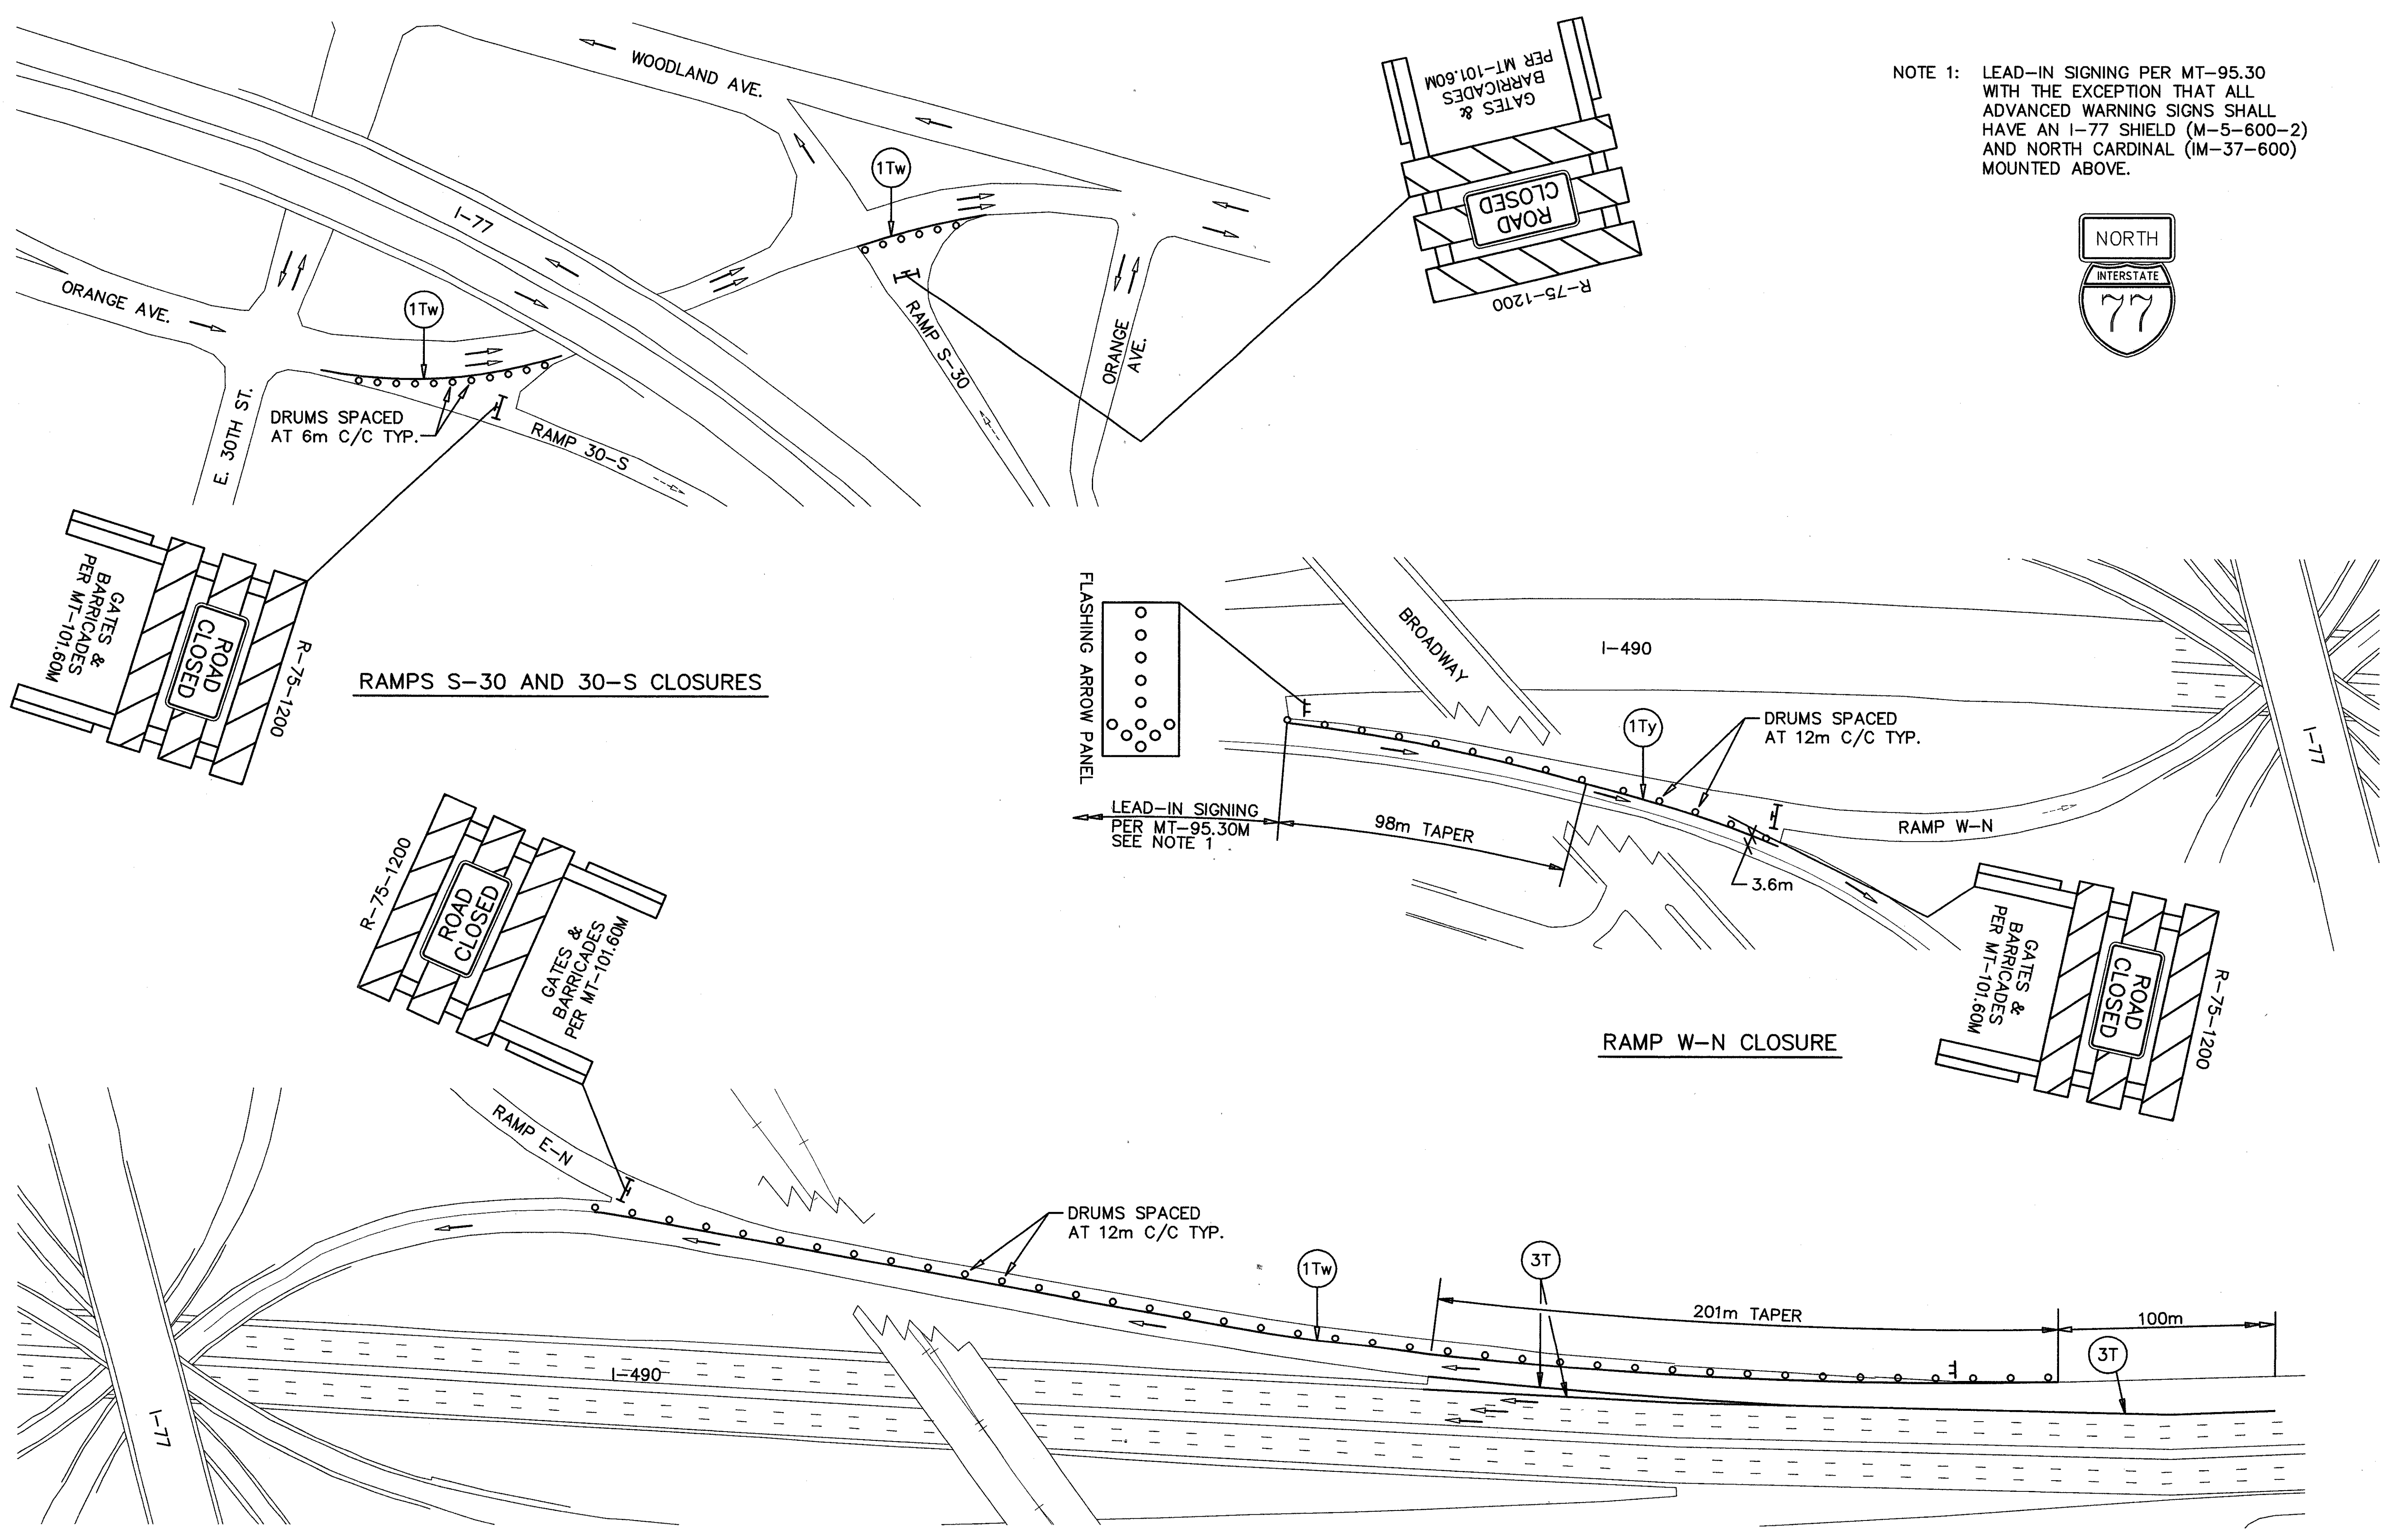 WOODLAND AVE.
I-77
1Tw
ORANGE AVE.
1Tw
DRUMS SPACED
AT 6m C/C TYP.
E. 30TH ST.
RAMP 30-S
RAMP S-30
ORANGE
AVE.
GATES &
BARRICADES
PER MT-101.60M
ROAD
CLOSED
R-75-1200
NOTE 1: LEAD-IN SIGNING PER MT-95.30
WITH THE EXCEPTION THAT ALL
ADVANCED WARNING SIGNS SHALL
HAVE AN I-77 SHIELD (M-5-600-2)
AND NORTH CARDINAL (IM-37-600)
MOUNTED ABOVE.
NORTH
INTERSTATE
77
GATES &
BARRICADES
PER MT-101.60M
ROAD
CLOSED
R-75-1200
RAMPS S-30 AND 30-S CLOSURES
FLASHING ARROW PANEL
BROADWAY
I-490
I-77
1Ty
DRUMS SPACED
AT 12m C/C TYP.
LEAD-IN SIGNING
PER MT-95.30M
SEE NOTE 1
98m TAPER
3.6m
RAMP W-N
GATES &
BARRICADES
PER MT-101.60M
ROAD
CLOSED
R-75-1200
RAMP W-N CLOSURE
R-75-1200
ROAD
CLOSED
GATES &
BARRICADES
PER MT-101.60M
RAMP E-N
DRUMS SPACED
AT 12m C/C TYP.
1Tw
3T
201m TAPER
100m
3T
I-490
I-77